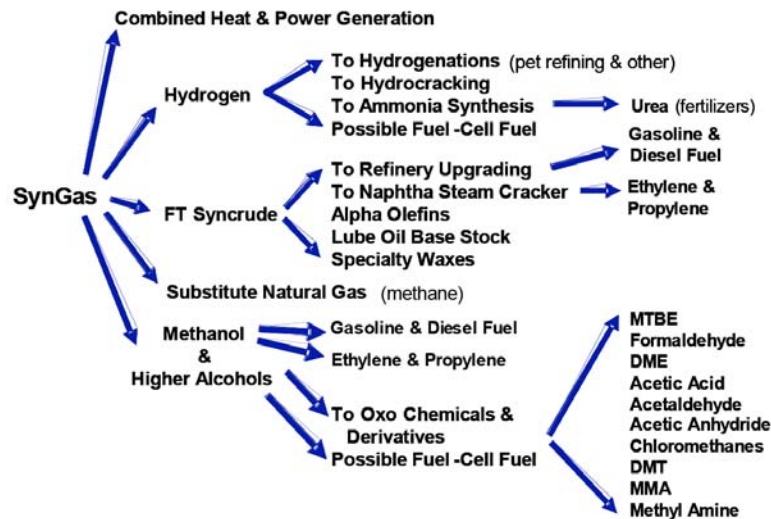 Combined Heat & Power Generation
Hydrogen
To Hydrogenations (pet refining & other)
To Hydrocracking
To Ammonia Synthesis
Possible Fuel -Cell Fuel
Urea (fertilizers)
SynGas
FT Syncrude
To Refinery Upgrading
To Naphtha Steam Cracker
Alpha Olefins
Lube Oil Base Stock
Specialty Waxes
Gasoline &
Diesel Fuel
Ethylene &
Propylene
Substitute Natural Gas (methane)
Methanol
&
Higher Alcohols
Gasoline & Diesel Fuel
Ethylene & Propylene
To Oxo Chemicals &
Derivatives
Possible Fuel -Cell Fuel
MTBE
Formaldehyde
DME
Acetic Acid
Acetaldehyde
Acetic Anhydride
Chloromethanes
DMT
MMA
Methyl Amine